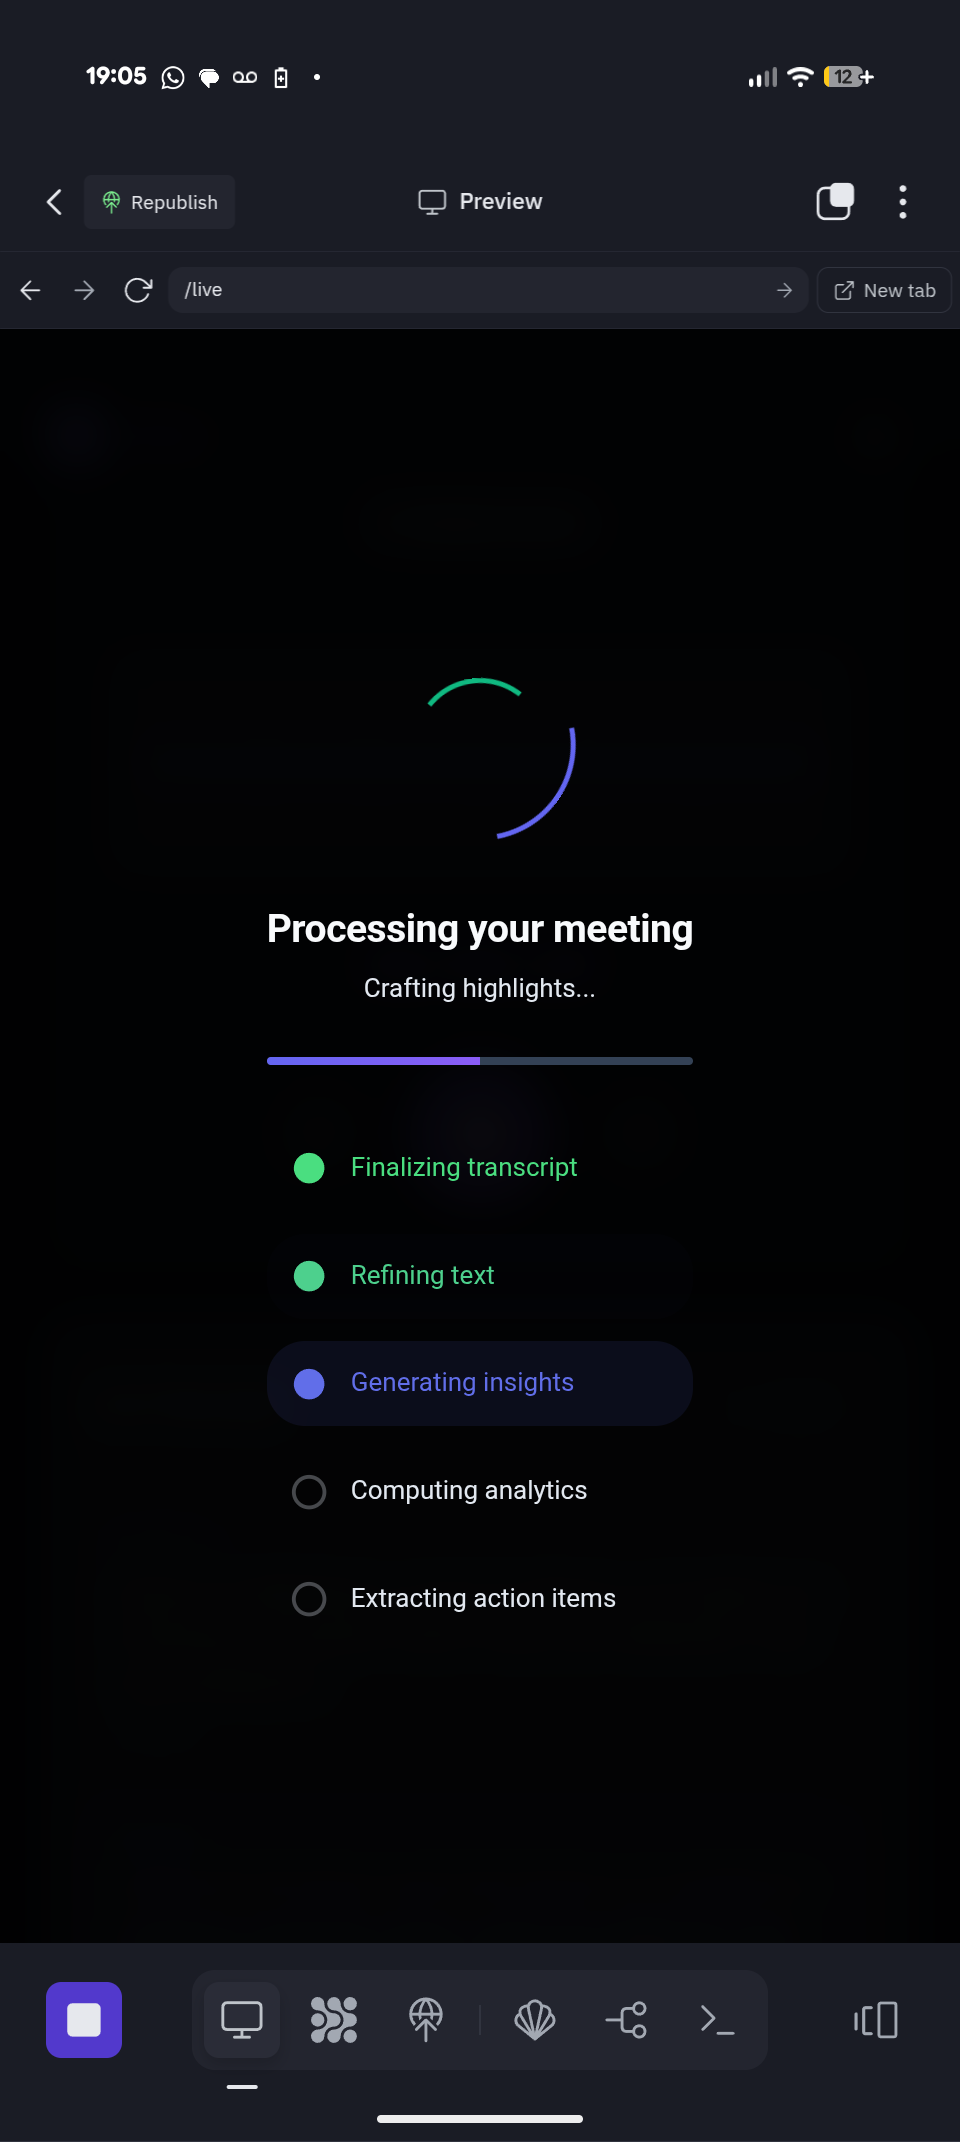 19:05
12
Republish
Preview
/live
New tab
Processing your meeting
Crafting highlights...
Finalizing transcript
Refining text
Generating insights
Computing analytics
Extracting action items